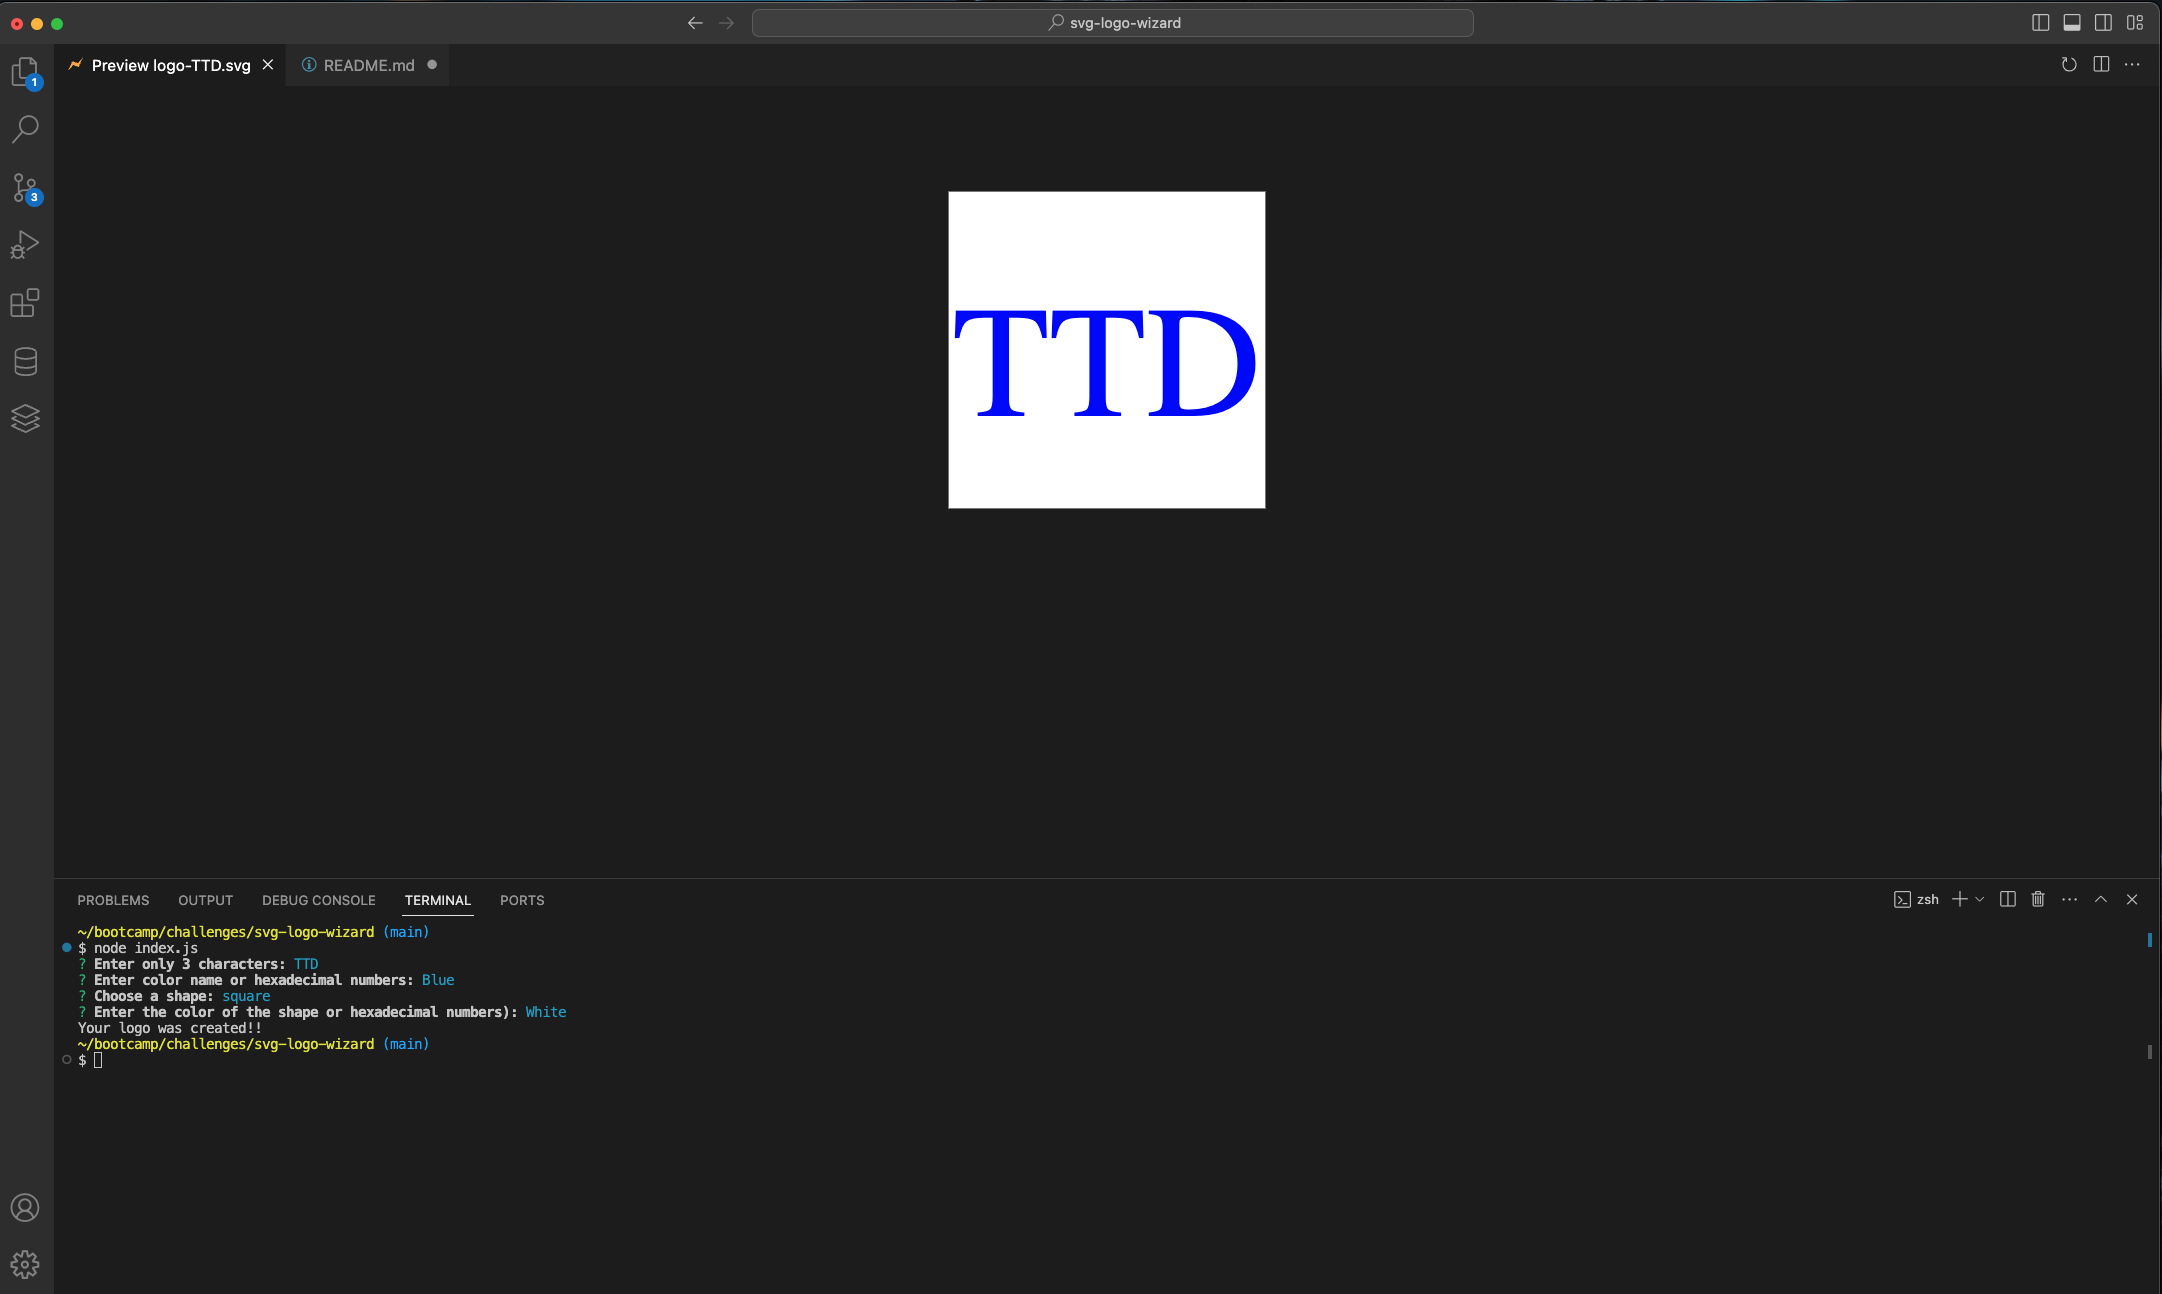 svg-logo-wizard
Preview logo-TTD.svg
README.md
1
3
TTD
PROBLEMS OUTPUT DEBUG CONSOLE TERMINAL PORTS
zsh
~/bootcamp/challenges/svg-logo-wizard (main)
$ node index.js
? Enter only 3 characters: TTD
? Enter color name or hexadecimal numbers: Blue
? Choose a shape: square
? Enter the color of the shape or hexadecimal numbers): White
Your logo was created!!
~/bootcamp/challenges/svg-logo-wizard (main)
$